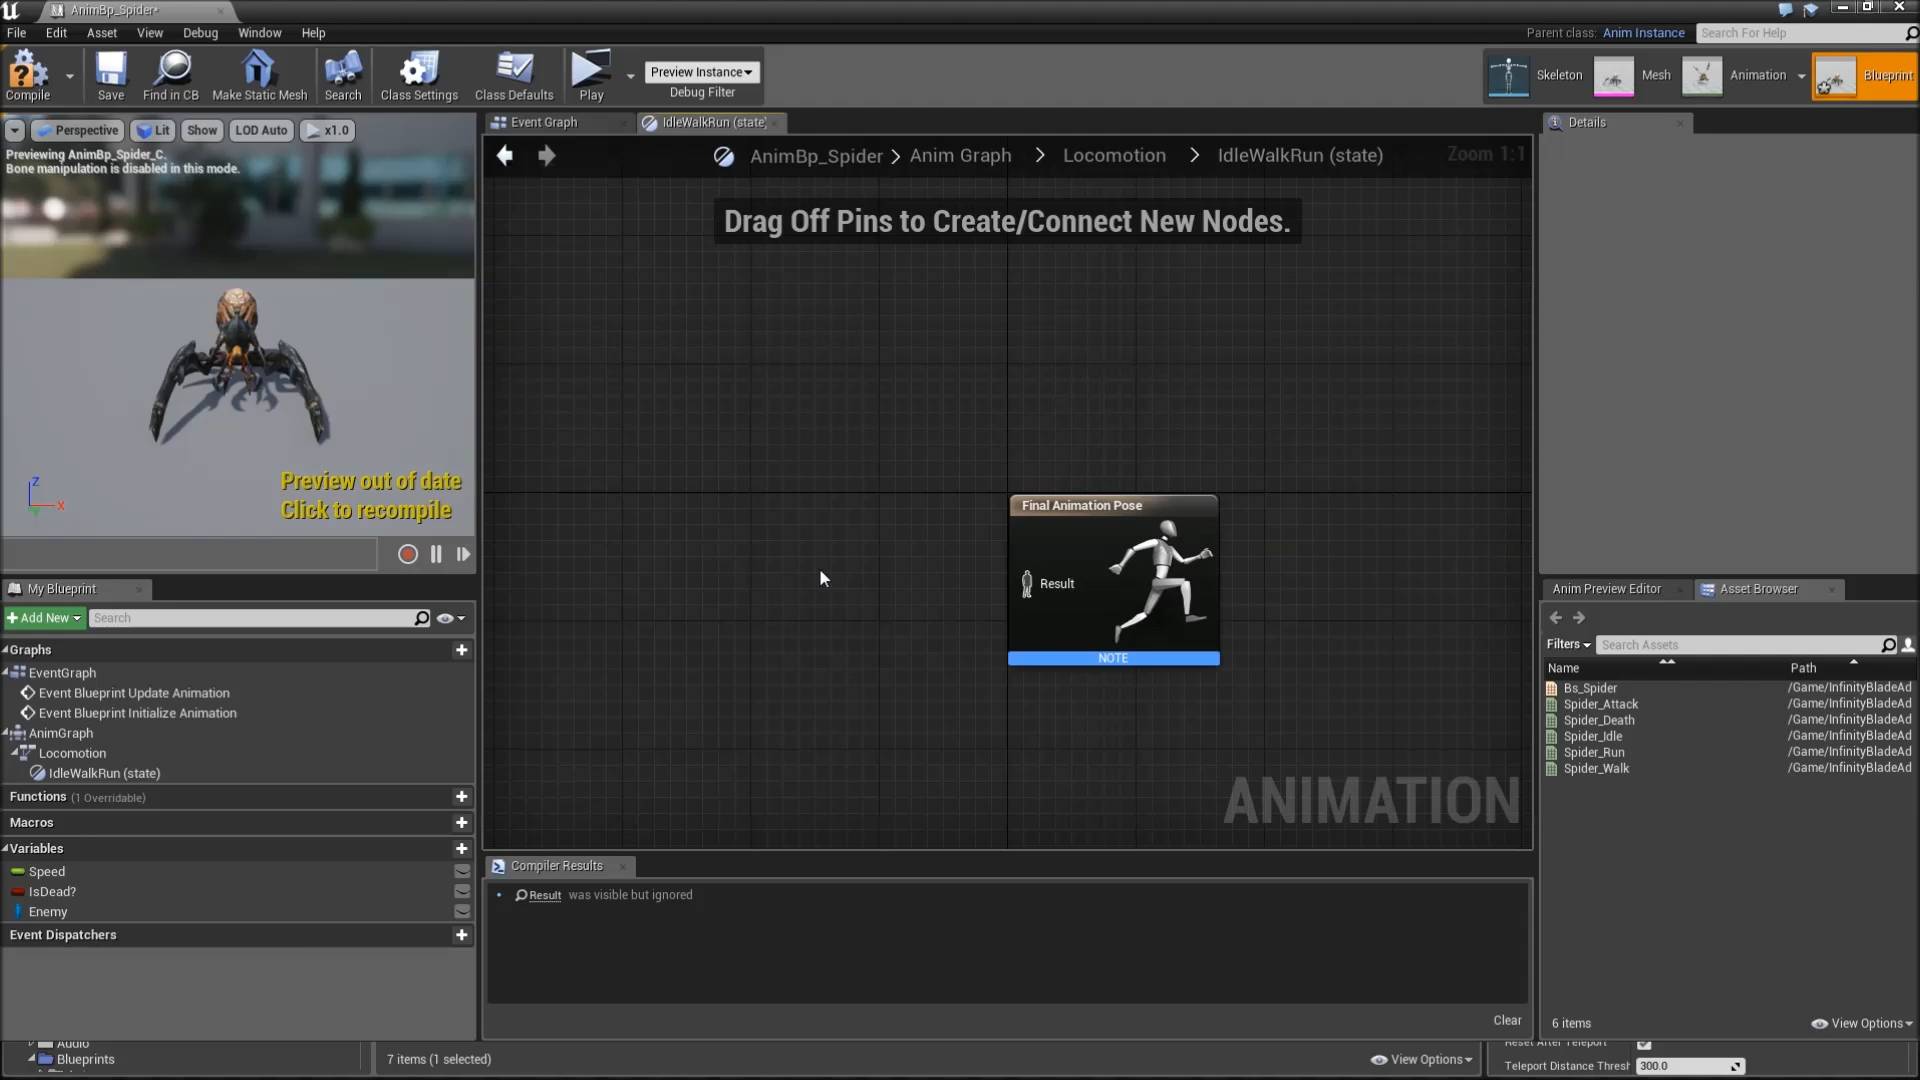 AnimBp_Spider*
File Edit Asset View Debug Window Help
Parent class: Anim Instance
Search For Help
Compile
Save
Find in CB
Make Static Mesh
Search
Class Settings
Class Defaults
Play
Preview Instance
Debug Filter
Skeleton
Mesh
Animation
Blueprint
Perspective
Lit
Show
LOD Auto
x1.0
Previewing AnimBp_Spider_C.
Bone manipulation is disabled in this mode.
Z
X
Preview out of date
Click to recompile
Event Graph
IdleWalkRun (state)
AnimBp_Spider > Anim Graph > Locomotion > IdleWalkRun (state)
Zoom 1:1
Drag Off Pins to Create/Connect New Nodes.
Final Animation Pose
Result
NOTE
ANIMATION
Details
My Blueprint
+Add New
Search
Graphs
EventGraph
Event Blueprint Update Animation
Event Blueprint Initialize Animation
AnimGraph
Locomotion
IdleWalkRun (state)
Functions (1 Overridable)
Macros
Variables
Speed
IsDead?
Enemy
Event Dispatchers
Compiler Results
Result was visible but ignored
Clear
Anim Preview Editor
Asset Browser
Filters
Search Assets
Name Path
Bs_Spider /Game/InfinityBladeAd
Spider_Attack /Game/InfinityBladeAd
Spider_Death /Game/InfinityBladeAd
Spider_Idle /Game/InfinityBladeAd
Spider_Run /Game/InfinityBladeAd
Spider_Walk /Game/InfinityBladeAd
6 items
View Options
Audio
Blueprints
7 items (1 selected)
View Options
Reset After Teleport
Teleport Distance Thresh 300.0